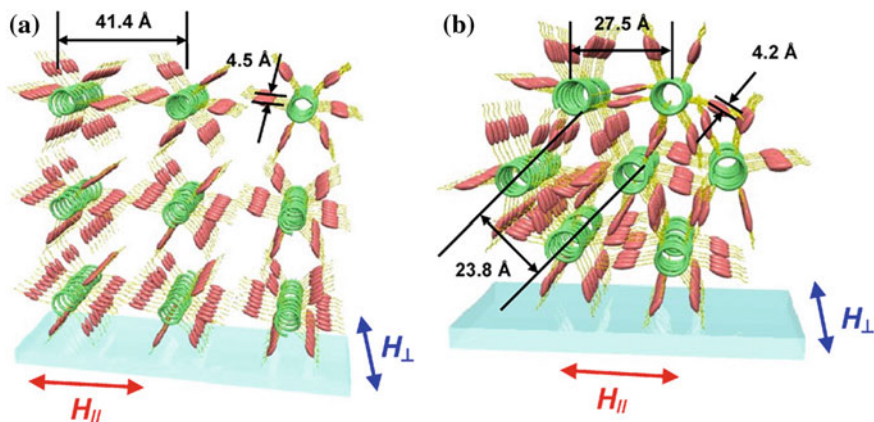 (a)
41.4 Å
4.5 Å
H⊥
H//
(b)
27.5 Å
4.2 Å
23.8 Å
H⊥
H//